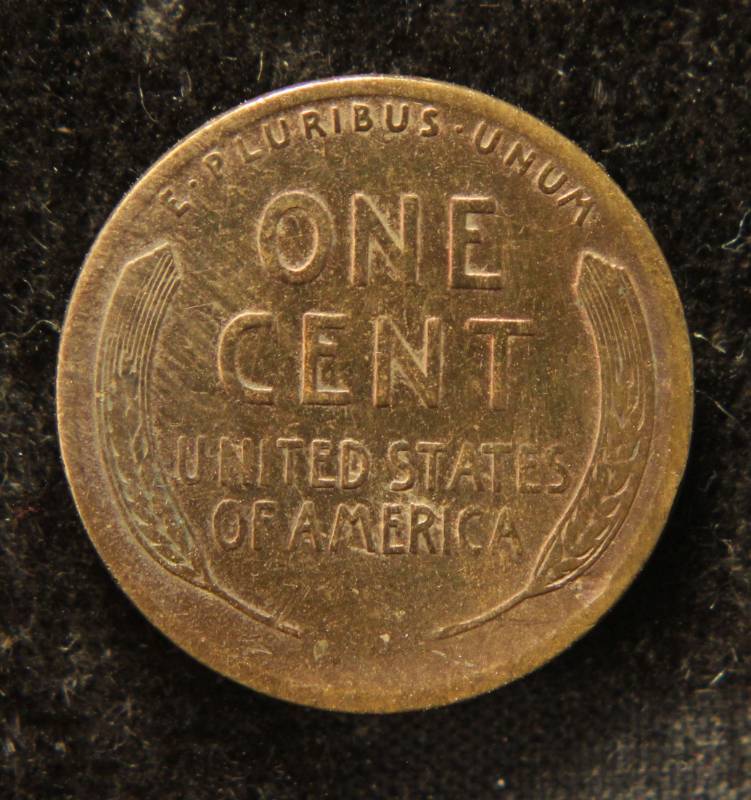 E · PLURIBUS · UNUM
ONE
CENT
UNITED STATES
OF AMERICA